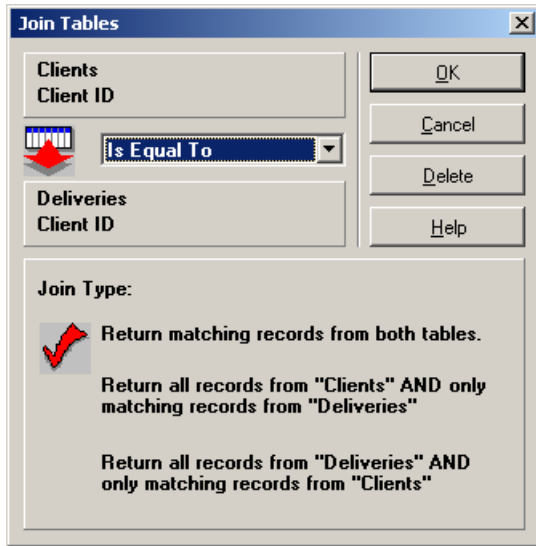 Join Tables
Clients
Client ID
OK
Cancel
Is Equal To
Delete
Deliveries
Client ID
Help
Join Type:
Return matching records from both tables.
Return all records from "Clients" AND only
matching records from "Deliveries"
Return all records from "Deliveries" AND
only matching records from "Clients"